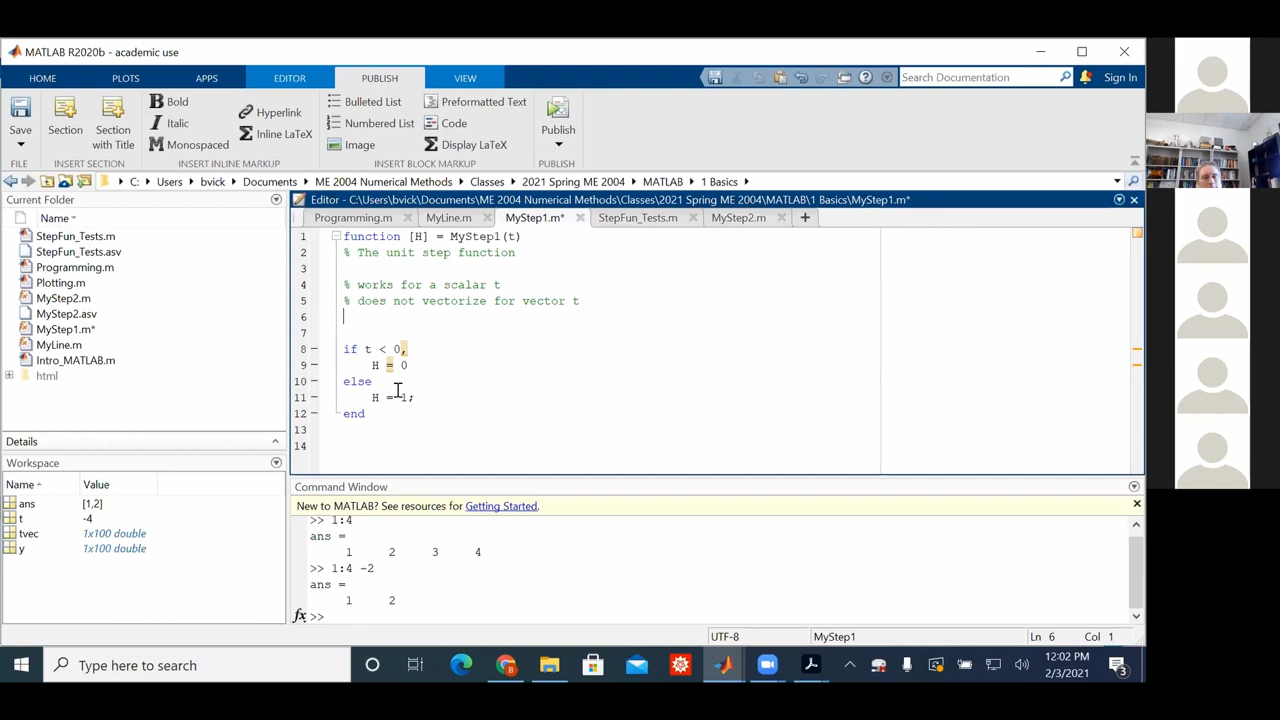 MATLAB R2020b - academic use
HOME PLOTS APPS EDITOR PUBLISH VIEW Search Documentation Sign In
Save Section Section with Title Bold Italic Monospaced Hyperlink Inline LaTeX Bulleted List Numbered List Image Preformatted Text Code Display LaTeX Publish
FILE INSERT SECTION INSERT INLINE MARKUP INSERT BLOCK MARKUP PUBLISH
C: Users bvick Documents ME 2004 Numerical Methods Classes 2021 Spring ME 2004 MATLAB 1 Basics
Current Folder
Name
StepFun_Tests.m
StepFun_Tests.asv
Programming.m
Plotting.m
MyStep2.m
MyStep2.asv
MyStep1.m*
MyLine.m
Intro_MATLAB.m
html
Details
Workspace
Name Value
ans [1,2]
t -4
tvec 1x100 double
y 1x100 double
Editor - C:\Users\bvick\Documents\ME 2004 Numerical Methods\Classes\2021 Spring ME 2004\MATLAB\1 Basics\MyStep1.m*
Programming.m MyLine.m MyStep1.m* StepFun_Tests.m MyStep2.m
1 function [H] = MyStep1(t)
2 % The unit step function
3
4 % works for a scalar t
5 % does not vectorize for vector t
6
7
8 if t < 0,
9 H = 0
10 else
11 H = 1;
12 end
13
14
Command Window
New to MATLAB? See resources for Getting Started.
>> 1:4
ans =
1 2 3 4
>> 1:4 -2
ans =
1 2
fx >>
UTF-8 MyStep1 Ln 6 Col 1
Type here to search
12:02 PM
2/3/2021
3